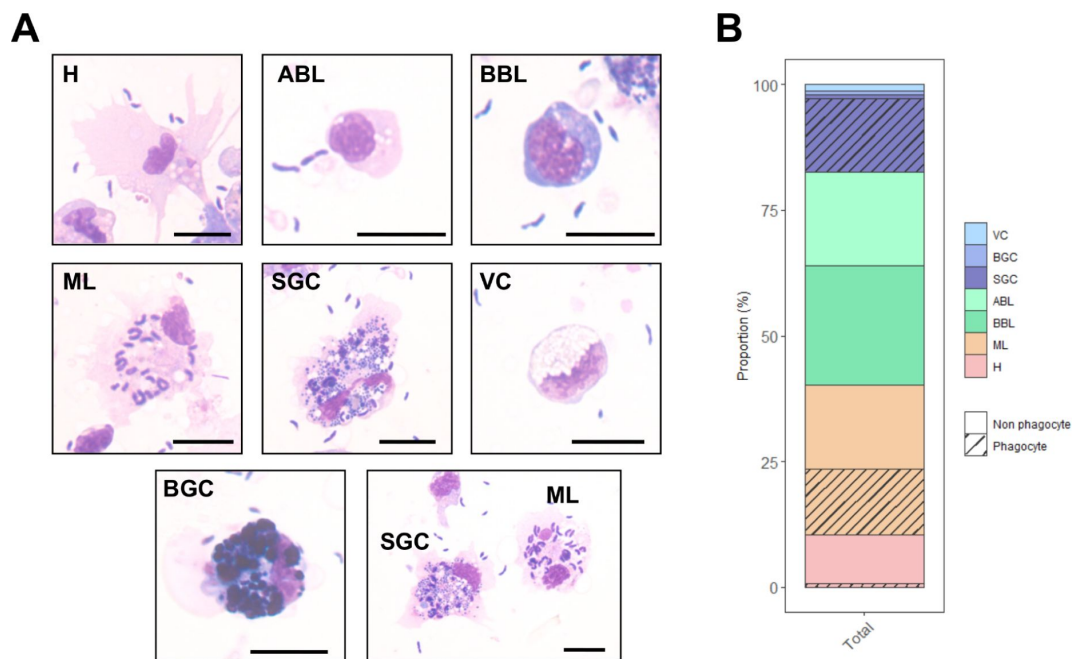 A
H
ABL
BBL
ML
SGC
VC
BGC
SGC
ML
B
Proportion (%)
100
75
50
25
0
Total
VC
BGC
SGC
ABL
BBL
ML
H
Non phagocyte
Phagocyte